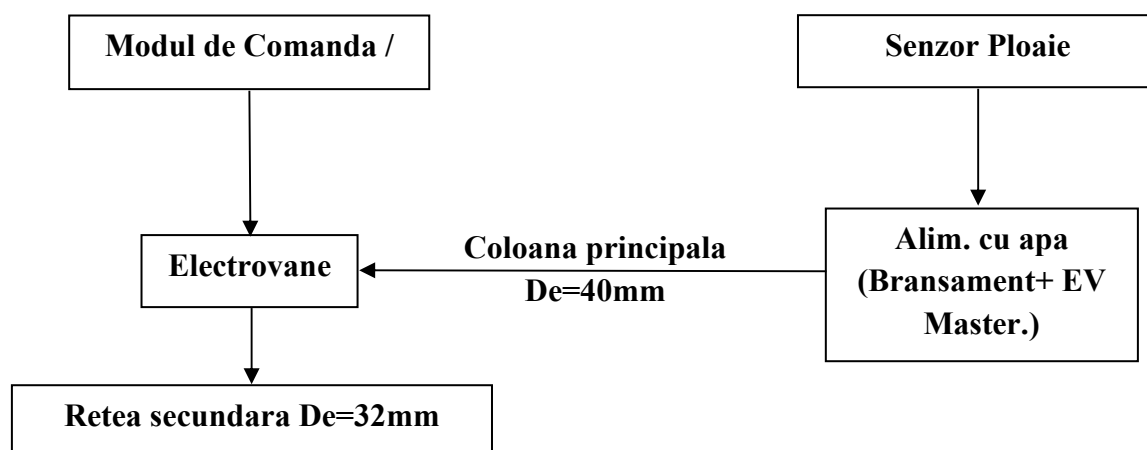 Modul de Comanda /
Senzor Ploaie
Electrovane
Coloana principala
De=40mm
Alim. cu apa
(Bransament+ EV
Master.)
Retea secundara De=32mm